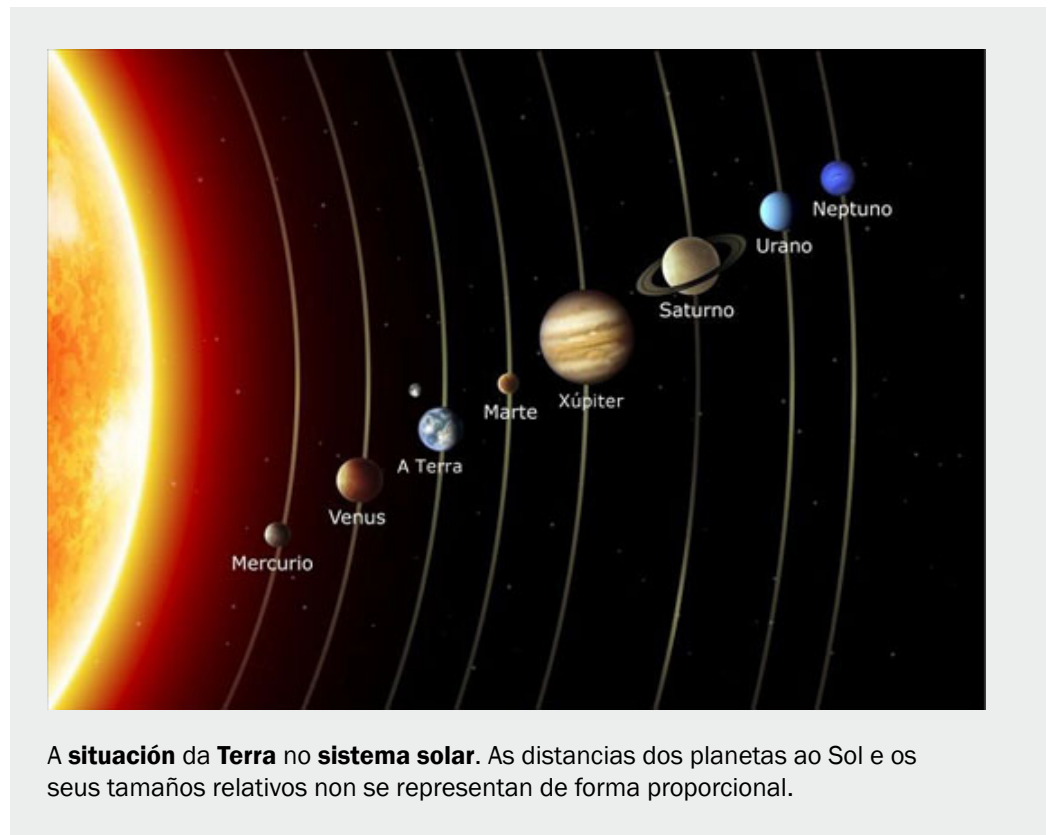 Neptuno
Urano
Saturno
Xúpiter
Marte
A Terra
Venus
Mercurio
A situación da Terra no sistema solar. As distancias dos planetas ao Sol e os
seus tamaños relativos non se representan de forma proporcional.